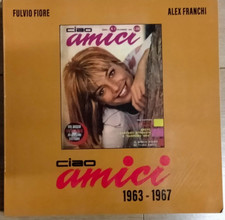 FULVIO FIORE
ALEX FRANCHI
ciao
amici
ciao
amici
1963 - 1967